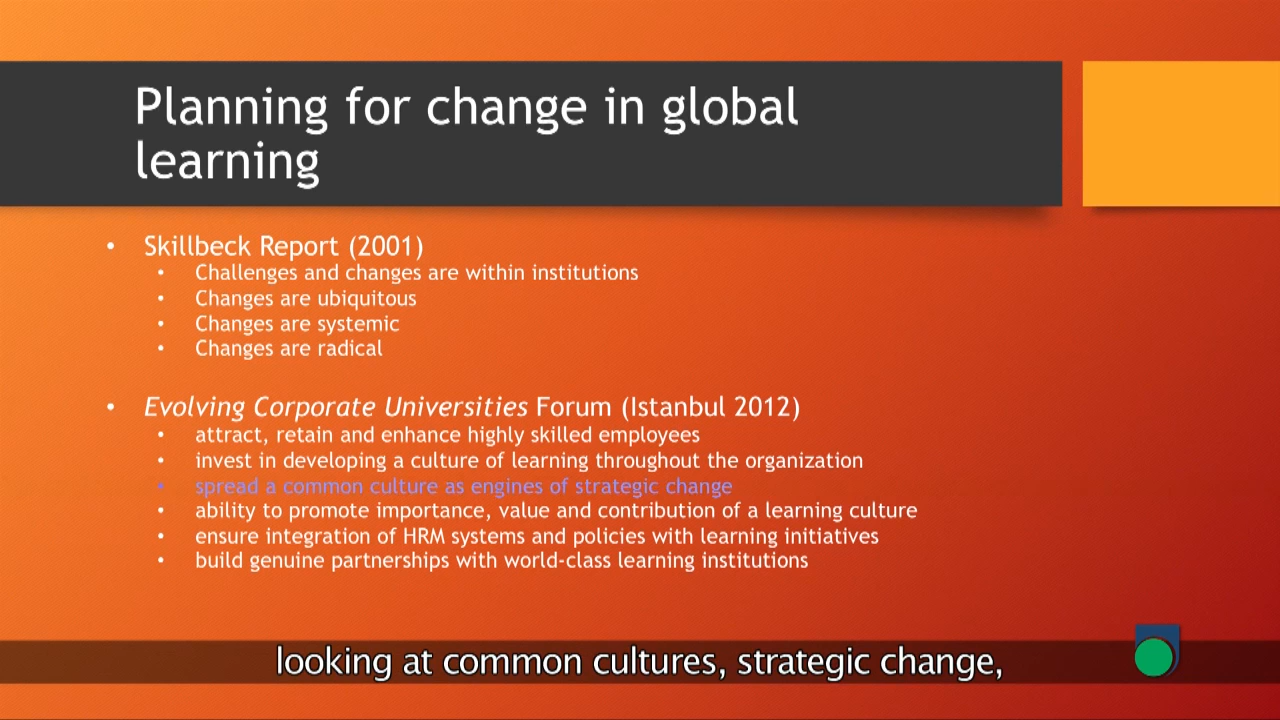 Planning for change in global
learning
• Skillbeck Report (2001)
• Challenges and changes are within institutions
• Changes are ubiquitous
• Changes are systemic
• Changes are radical
• Evolving Corporate Universities Forum (Istanbul 2012)
• attract, retain and enhance highly skilled employees
• invest in developing a culture of learning throughout the organization
• spread a common culture as engines of strategic change
• ability to promote importance, value and contribution of a learning culture
• ensure integration of HRM systems and policies with learning initiatives
• build genuine partnerships with world-class learning institutions
looking at common cultures, strategic change,